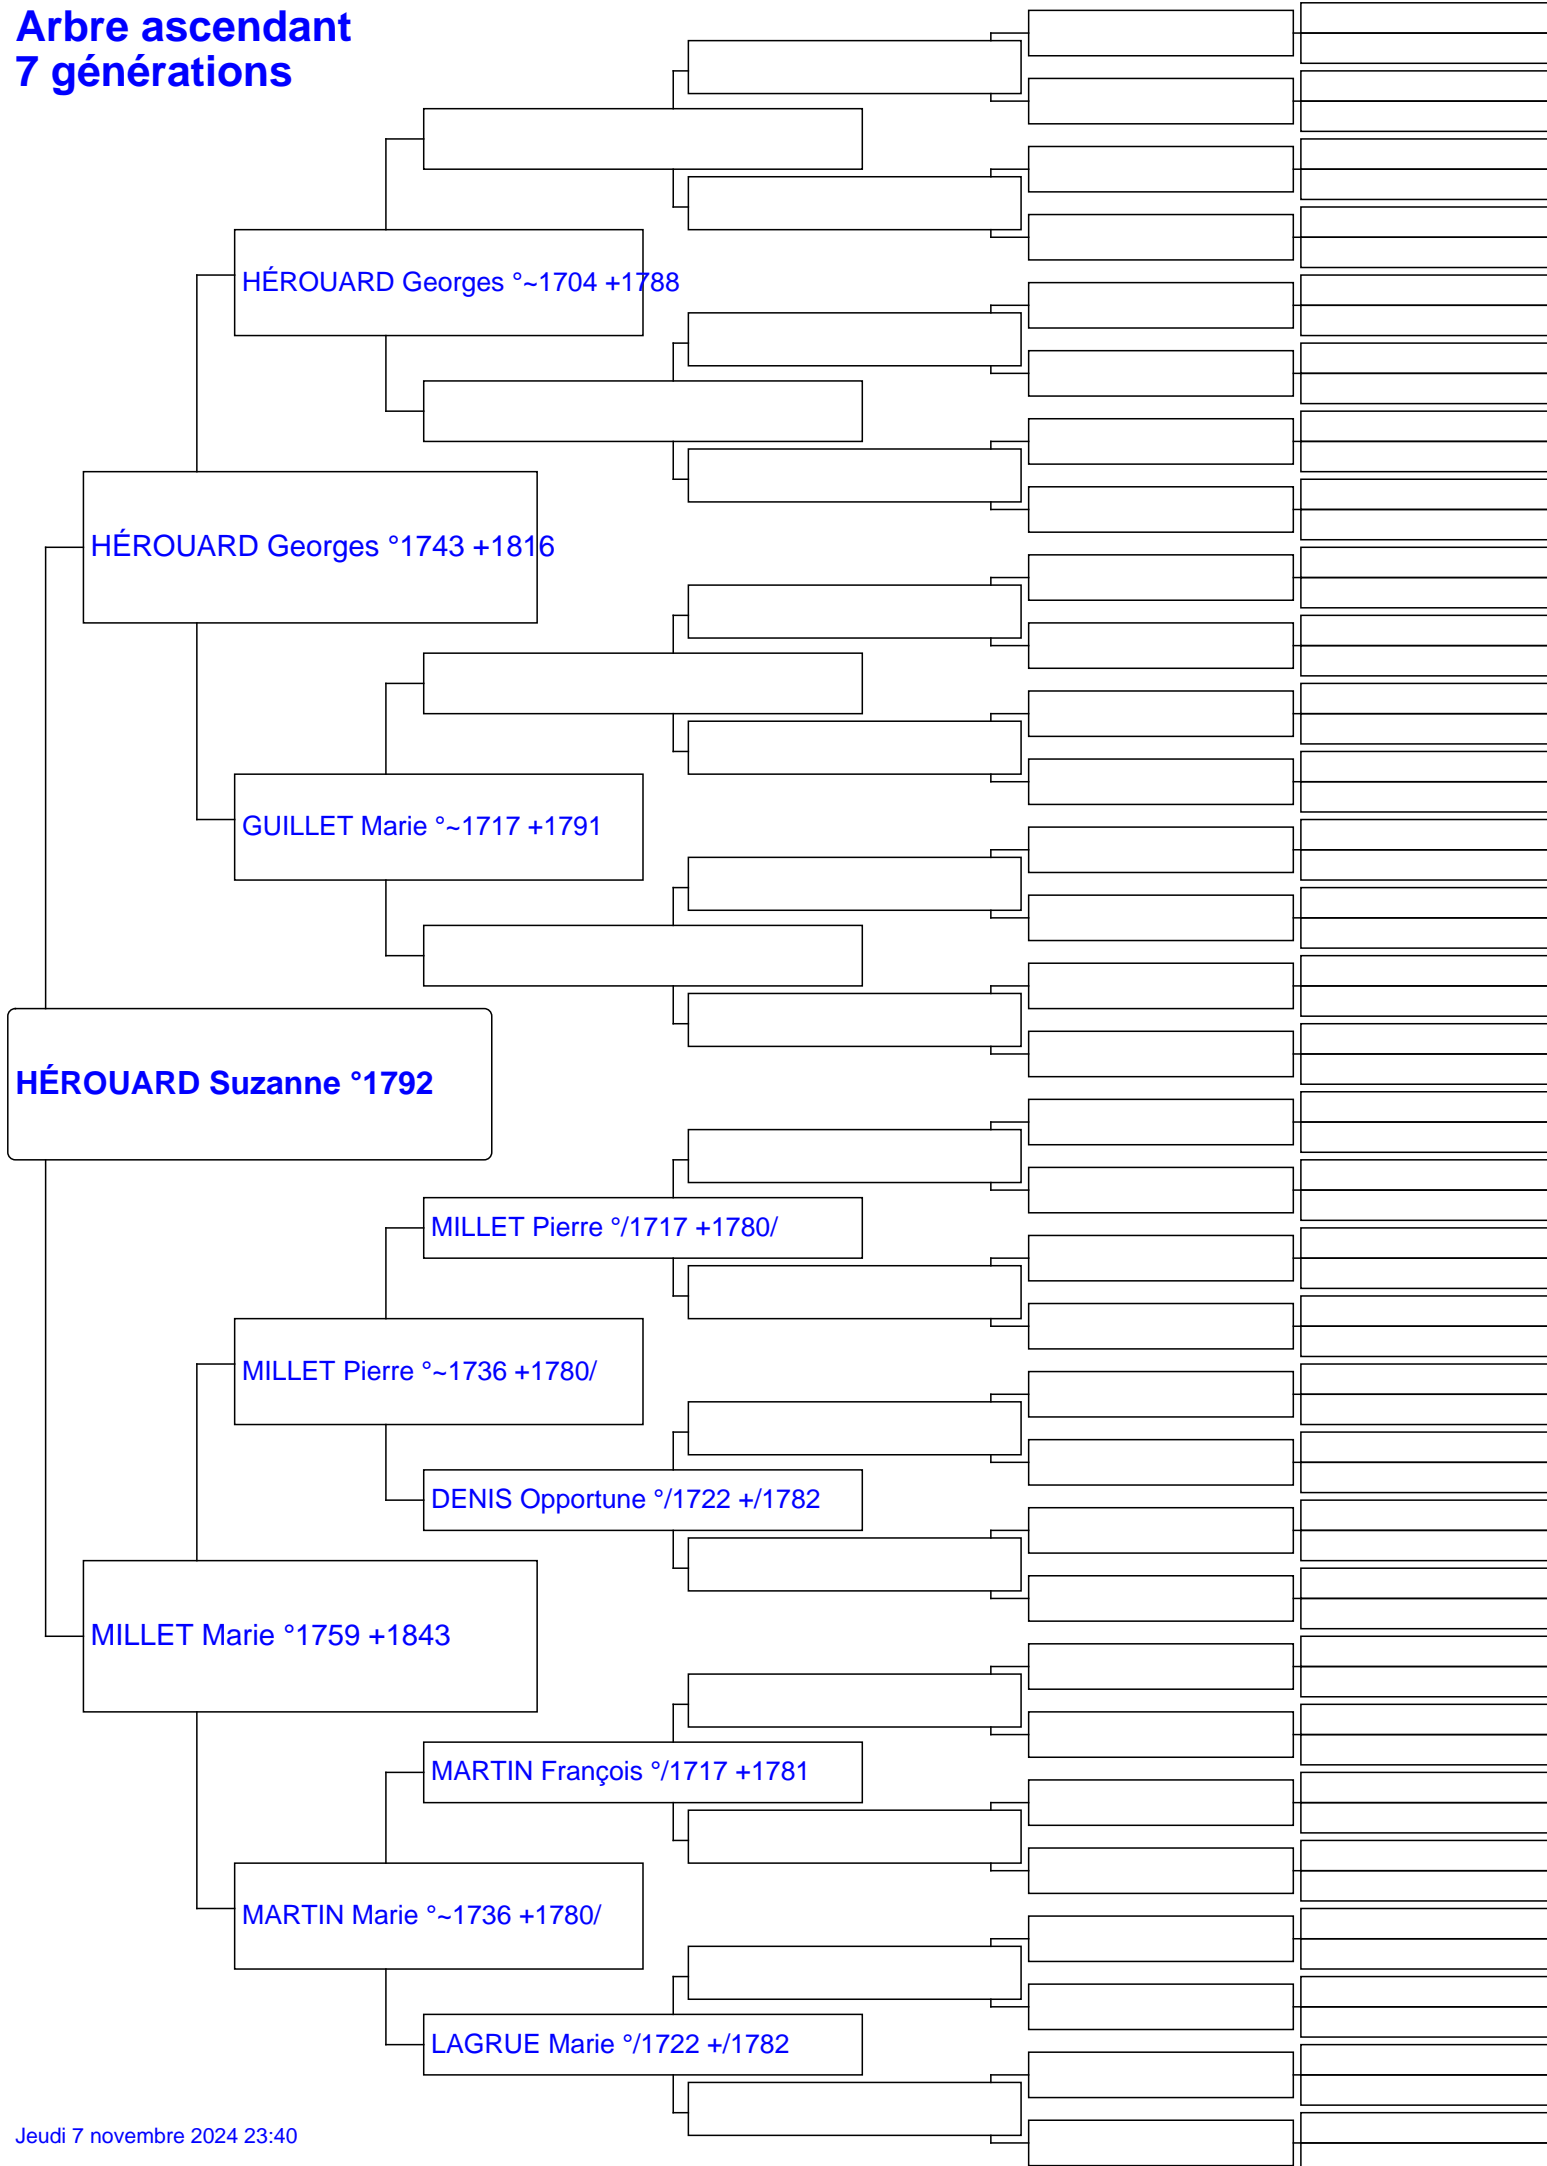 Arbre ascendant
7 générations
HÉROUARD Georges °~1704 +1788
HÉROUARD Georges °1743 +1816
GUILLET Marie °~1717 +1791
HÉROUARD Suzanne °1792
MILLET Pierre °/1717 +1780/
MILLET Pierre °~1736 +1780/
DENIS Opportune °/1722 +/1782
MILLET Marie °1759 +1843
MARTIN François °/1717 +1781
MARTIN Marie °~1736 +1780/
LAGRUE Marie °/1722 +/1782
Jeudi 7 novembre 2024 23:40